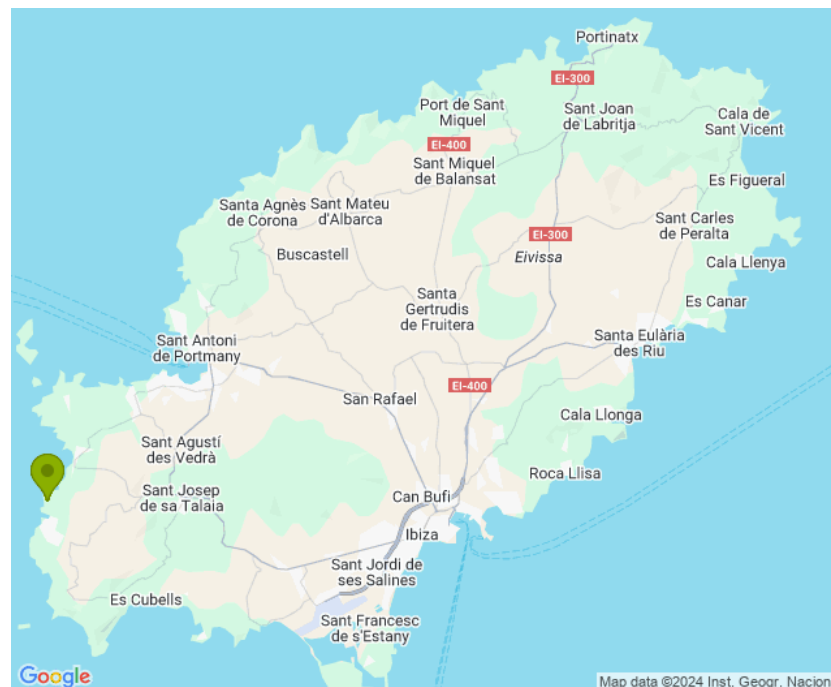 Portinatx
EI-300
Port de Sant
Miquel
Sant Joan
de Labritja
Cala de
Sant Vicent
EI-400
Sant Miquel
de Balansat
Es Figueral
Santa Agnès
de Corona
Sant Mateu
d'Albarca
Sant Carles
de Peralta
EI-300
Buscastell
Eivissa
Cala Llenya
Santa
Gertrudis
de Fruitera
Es Canar
Sant Antoni
de Portmany
Santa Eulària
des Riu
EI-400
San Rafael
Cala Llonga
Sant Agustí
des Vedrà
Roca Llisa
Sant Josep
de sa Talaia
Can Bufi
Ibiza
Sant Jordi de
ses Salines
Es Cubells
Sant Francesc
de s'Estany
Google
Map data ©2024 Inst. Geogr. Nacion